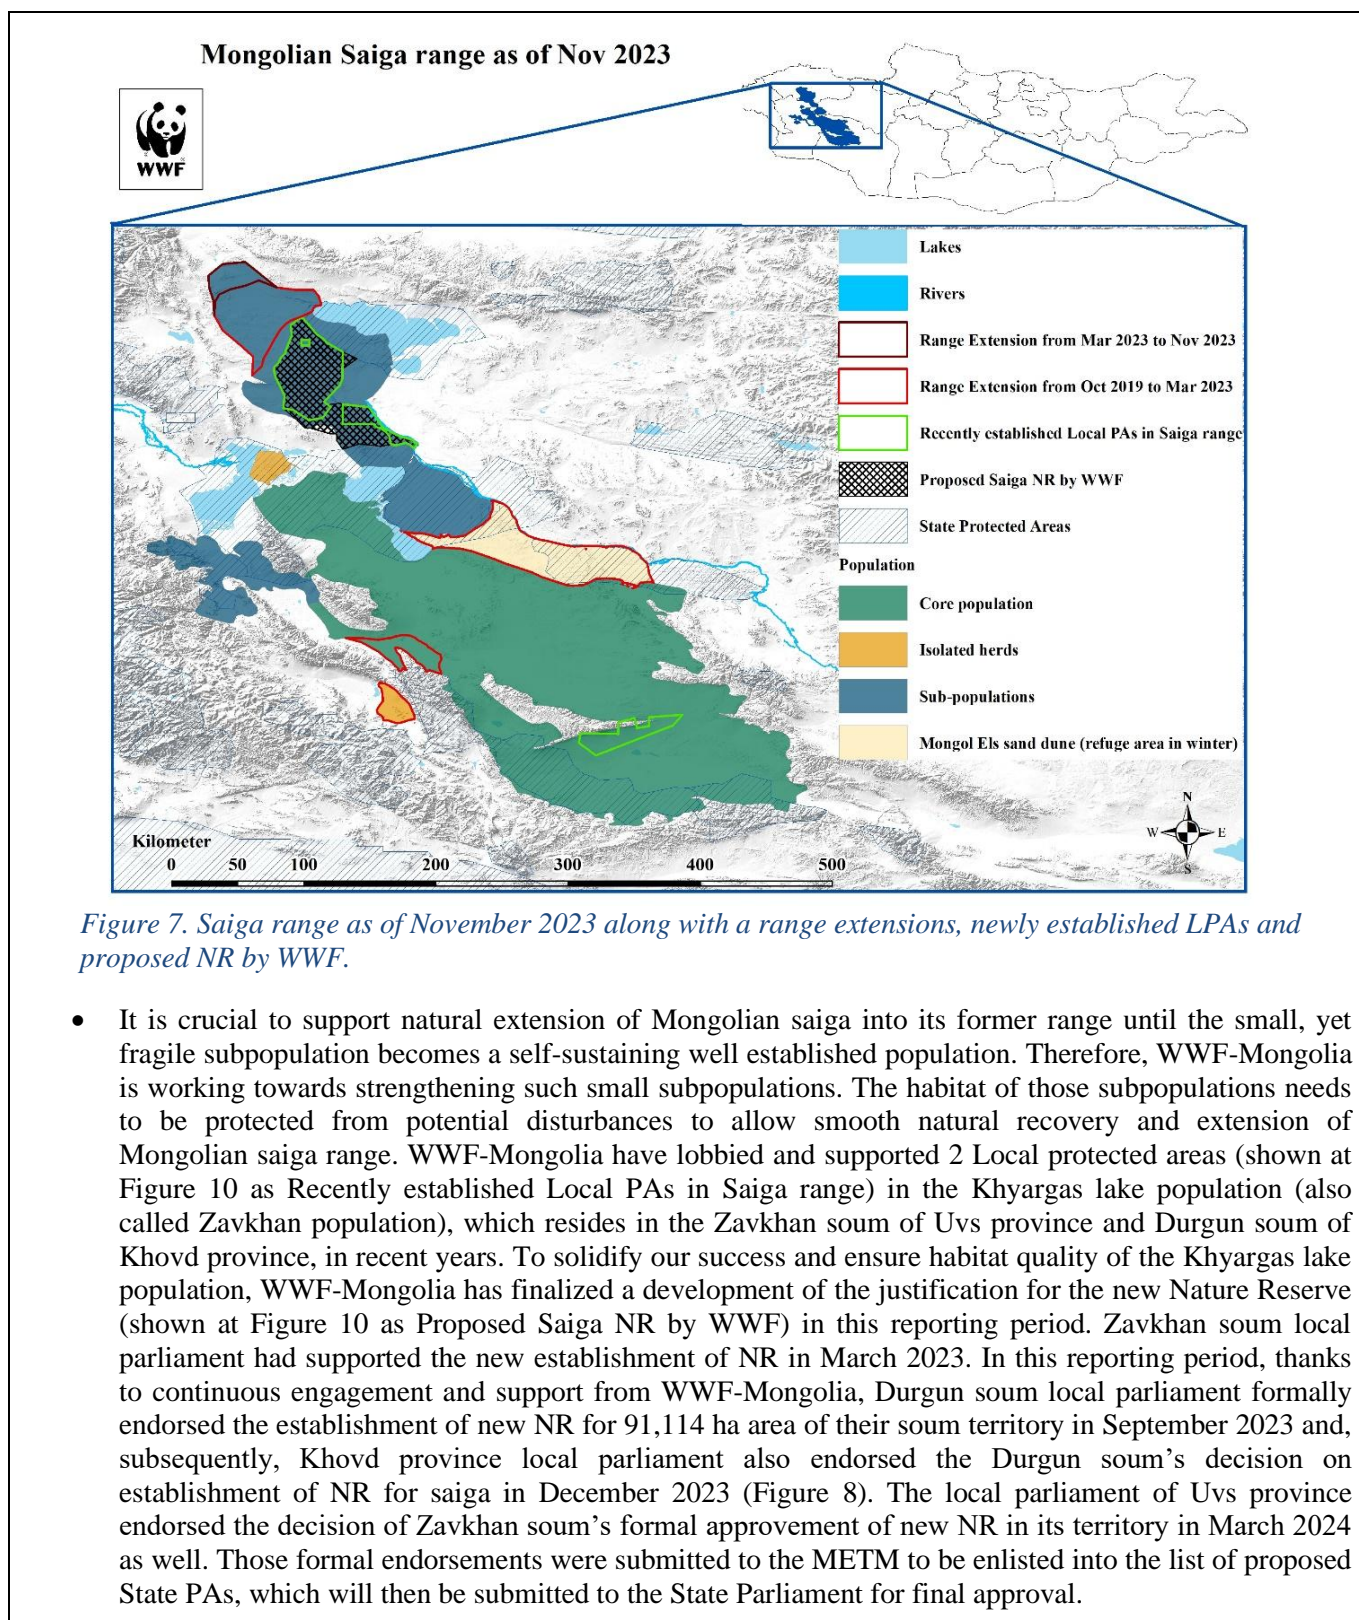 Mongolian Saiga range as of Nov 2023
WWF
Lakes
Rivers
Range Extension from Mar 2023 to Nov 2023
Range Extension from Oct 2019 to Mar 2023
Recently established Local PAs in Saiga range
Proposed Saiga NR by WWF
State Protected Areas
Population
Core population
Isolated herds
Sub-populations
Mongol Els sand dune (refuge area in winter)
N
W E
S
Kilometer
0 50 100 200 300 400 500
Figure 7. Saiga range as of November 2023 along with a range extensions, newly established LPAs and
proposed NR by WWF.
• It is crucial to support natural extension of Mongolian saiga into its former range until the small, yet
fragile subpopulation becomes a self-sustaining well established population. Therefore, WWF-Mongolia
is working towards strengthening such small subpopulations. The habitat of those subpopulations needs
to be protected from potential disturbances to allow smooth natural recovery and extension of
Mongolian saiga range. WWF-Mongolia have lobbied and supported 2 Local protected areas (shown at
Figure 10 as Recently established Local PAs in Saiga range) in the Khyargas lake population (also
called Zavkhan population), which resides in the Zavkhan soum of Uvs province and Durgun soum of
Khovd province, in recent years. To solidify our success and ensure habitat quality of the Khyargas lake
population, WWF-Mongolia has finalized a development of the justification for the new Nature Reserve
(shown at Figure 10 as Proposed Saiga NR by WWF) in this reporting period. Zavkhan soum local
parliament had supported the new establishment of NR in March 2023. In this reporting period, thanks
to continuous engagement and support from WWF-Mongolia, Durgun soum local parliament formally
endorsed the establishment of new NR for 91,114 ha area of their soum territory in September 2023 and,
subsequently, Khovd province local parliament also endorsed the Durgun soum’s decision on
establishment of NR for saiga in December 2023 (Figure 8). The local parliament of Uvs province
endorsed the decision of Zavkhan soum’s formal approvement of new NR in its territory in March 2024
as well. Those formal endorsements were submitted to the METM to be enlisted into the list of proposed
State PAs, which will then be submitted to the State Parliament for final approval.